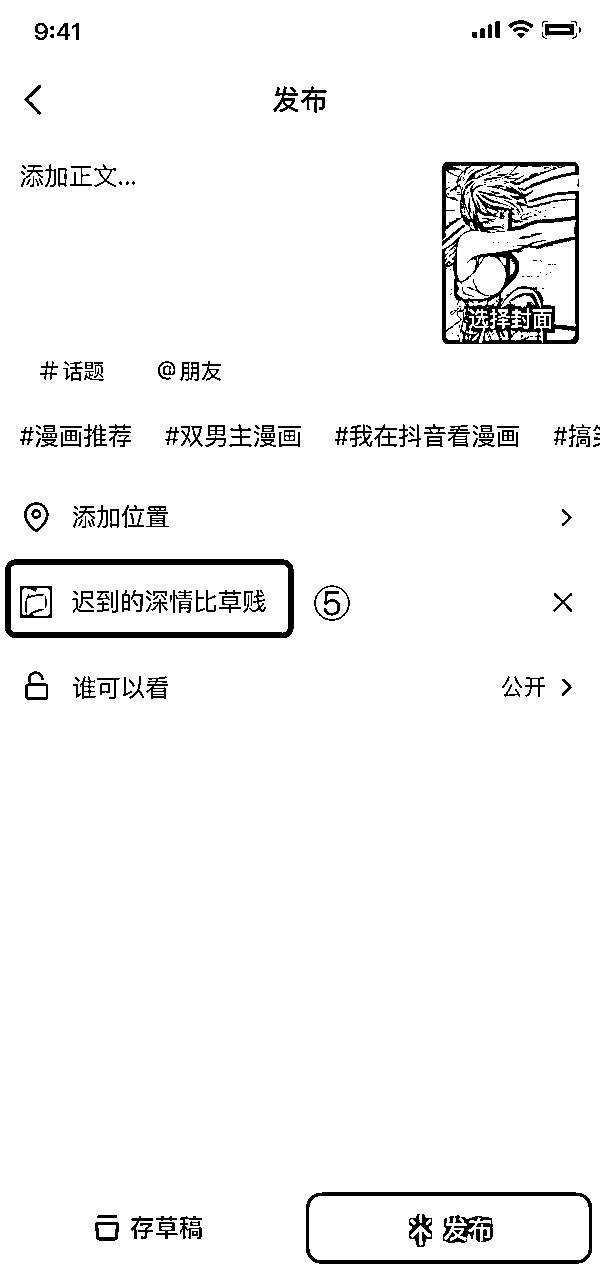 9:41
发布
添加正文...
选择封面
#话题 @朋友
#漫画推荐 #双男主漫画 #我在抖音看漫画 #搞笑
添加位置
迟到的深情比草贱 ⑤
谁可以看 公开
存草稿 发布